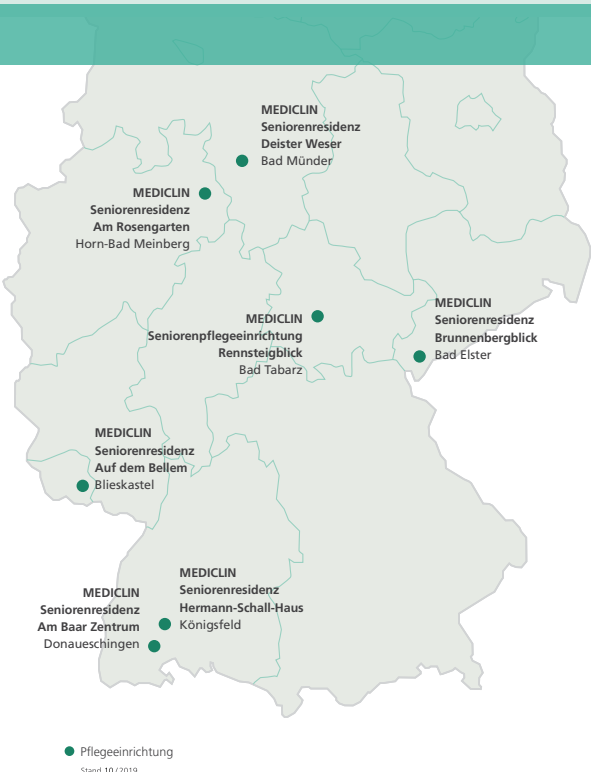 MEDICLIN
Seniorenresidenz
Deister Weser
Bad Münder
MEDICLIN
Seniorenresidenz
Am Rosengarten
Horn-Bad Meinberg
MEDICLIN
Seniorenresidenz
Brunnenbergblick
Bad Elster
MEDICLIN
Seniorenpflegeeinrichtung
Rennsteigblick
Bad Tabarz
MEDICLIN
Seniorenresidenz
Auf dem Bellem
Blieskastel
MEDICLIN
Seniorenresidenz
Hermann-Schall-Haus
Königsfeld
MEDICLIN
Seniorenresidenz
Am Baar Zentrum
Donaueschingen
Pflegeeinrichtung
Stand 10/2019